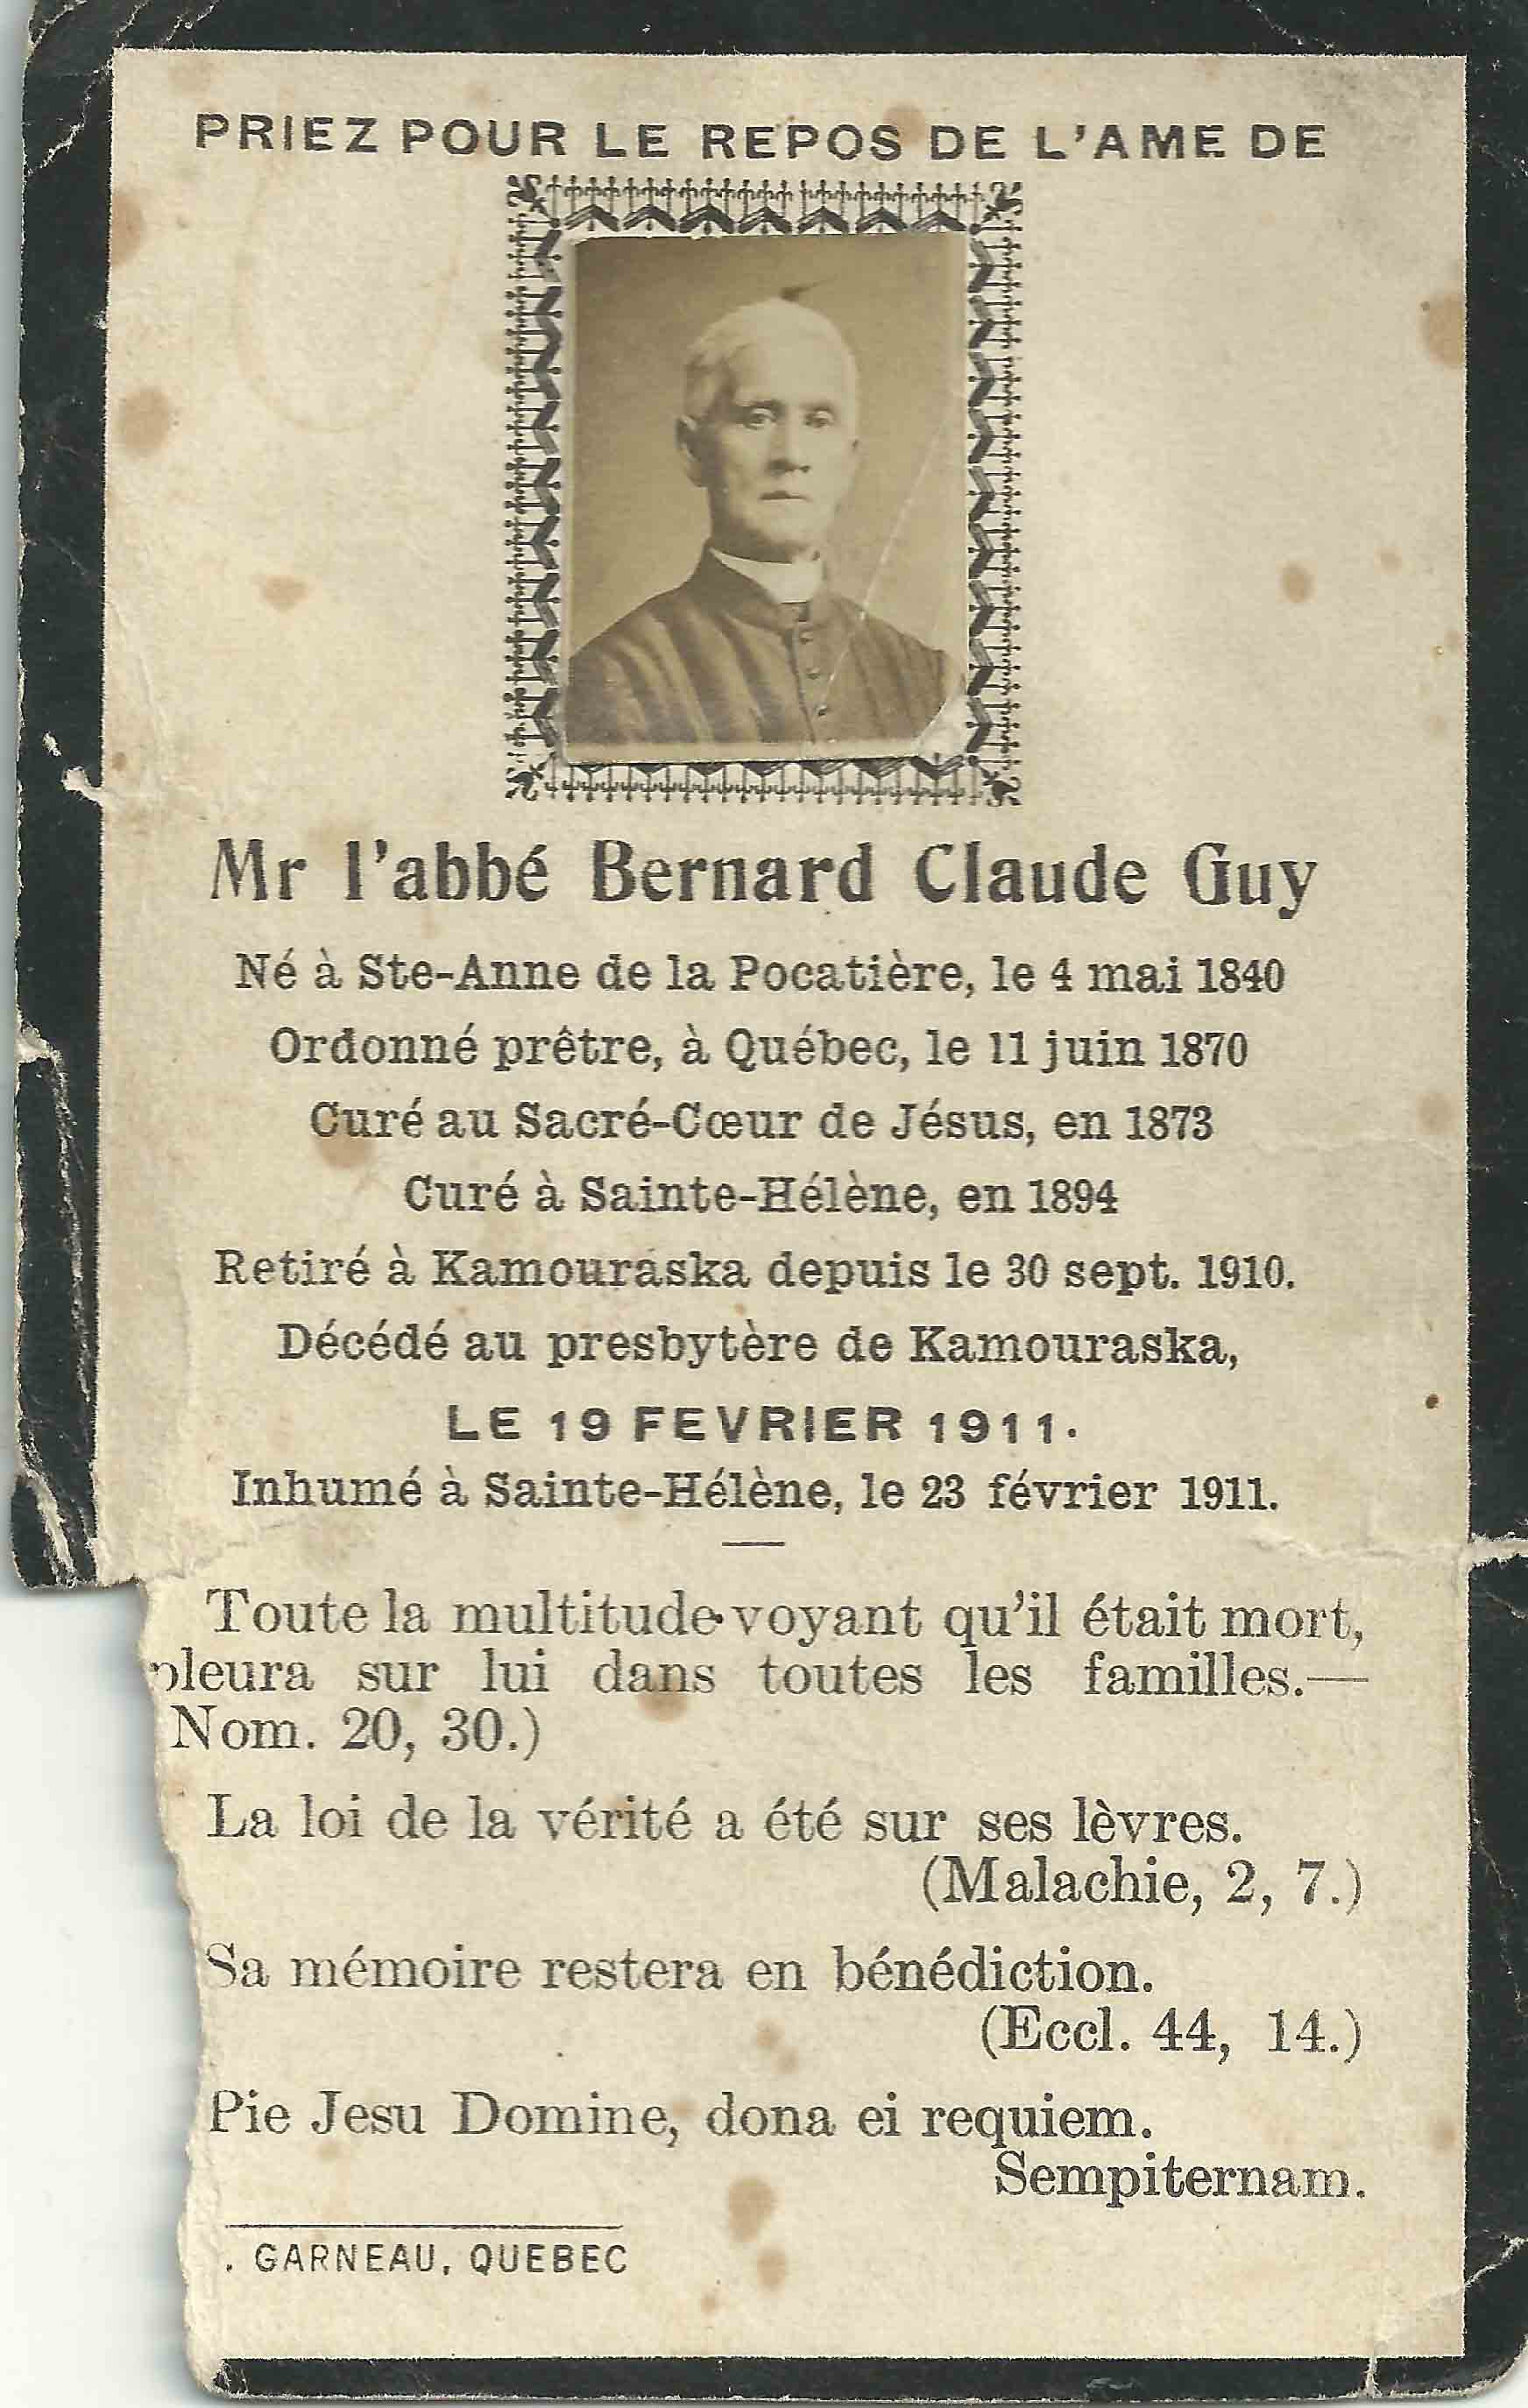 PRIEZ POUR LE REPOS DE L'AME DE
Mr l'abbé Bernard Claude Guy
Né à Ste-Anne de la Pocatière, le 4 mai 1840
Ordonné prêtre, à Québec, le 11 juin 1870
Curé au Sacré-Cœur de Jésus, en 1873
Curé à Sainte-Hélène, en 1894
Retiré à Kamouraska depuis le 30 sept. 1910.
Décédé au presbytère de Kamouraska,
LE 19 FEVRIER 1911.
Inhumé à Sainte-Hélène, le 23 février 1911.
Toute la multitude voyant qu'il était mort,
pleura sur lui dans toutes les familles.—
Nom. 20, 30.)
La loi de la vérité a été sur ses lèvres.
(Malachie, 2, 7.)
Sa mémoire restera en bénédiction.
(Eccl. 44, 14.)
Pie Jesu Domine, dona ei requiem.
Sempiternam.
. GARNEAU, QUEBEC